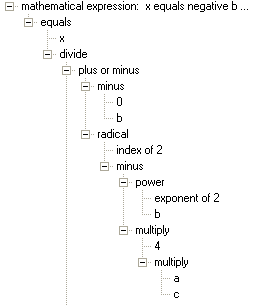 mathematical expression:  x equals negative b ...
equals
x
divide
plus or minus
minus
0
b
radical
index of 2
minus
power
exponent of 2
b
multiply
4
multiply
a
c